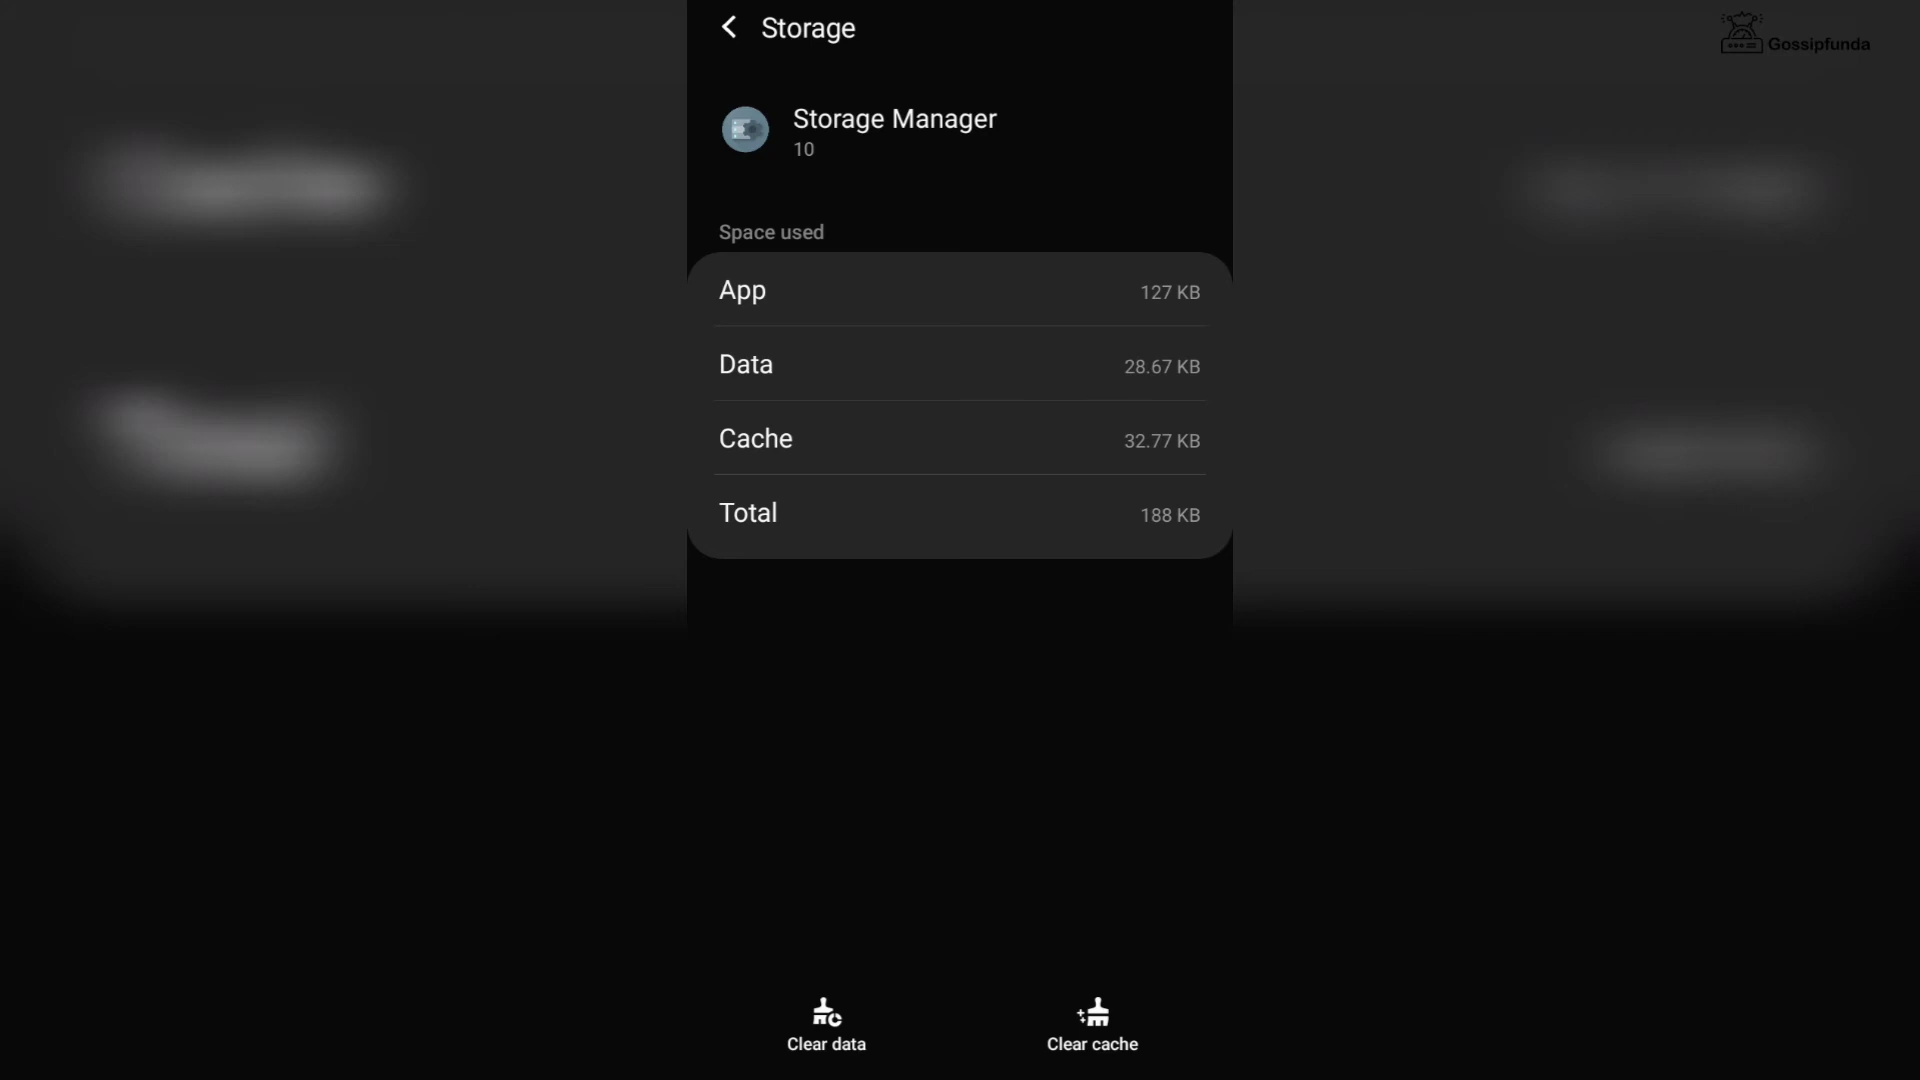 Storage
Gossipfunda
Storage Manager
10
Space used
App 127 KB
Data 28.67 KB
Cache 32.77 KB
Total 188 KB
Clear data Clear cache